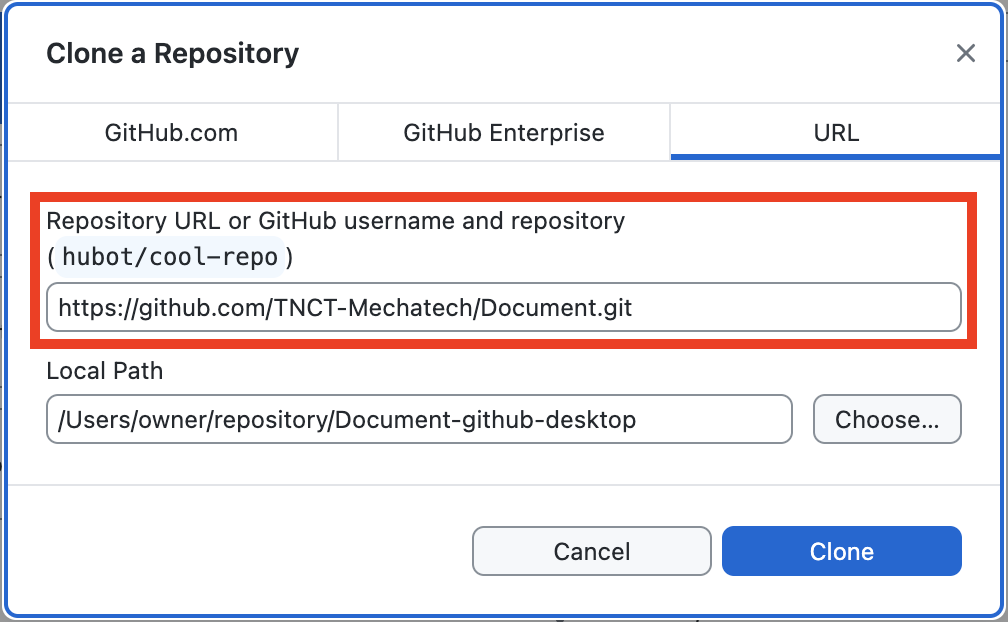 Clone a Repository
GitHub.com
GitHub Enterprise
URL
Repository URL or GitHub username and repository
(hubot/cool-repo)
https://github.com/TNCT-Mechatech/Document.git
Local Path
/Users/owner/repository/Document-github-desktop
Choose...
Cancel
Clone